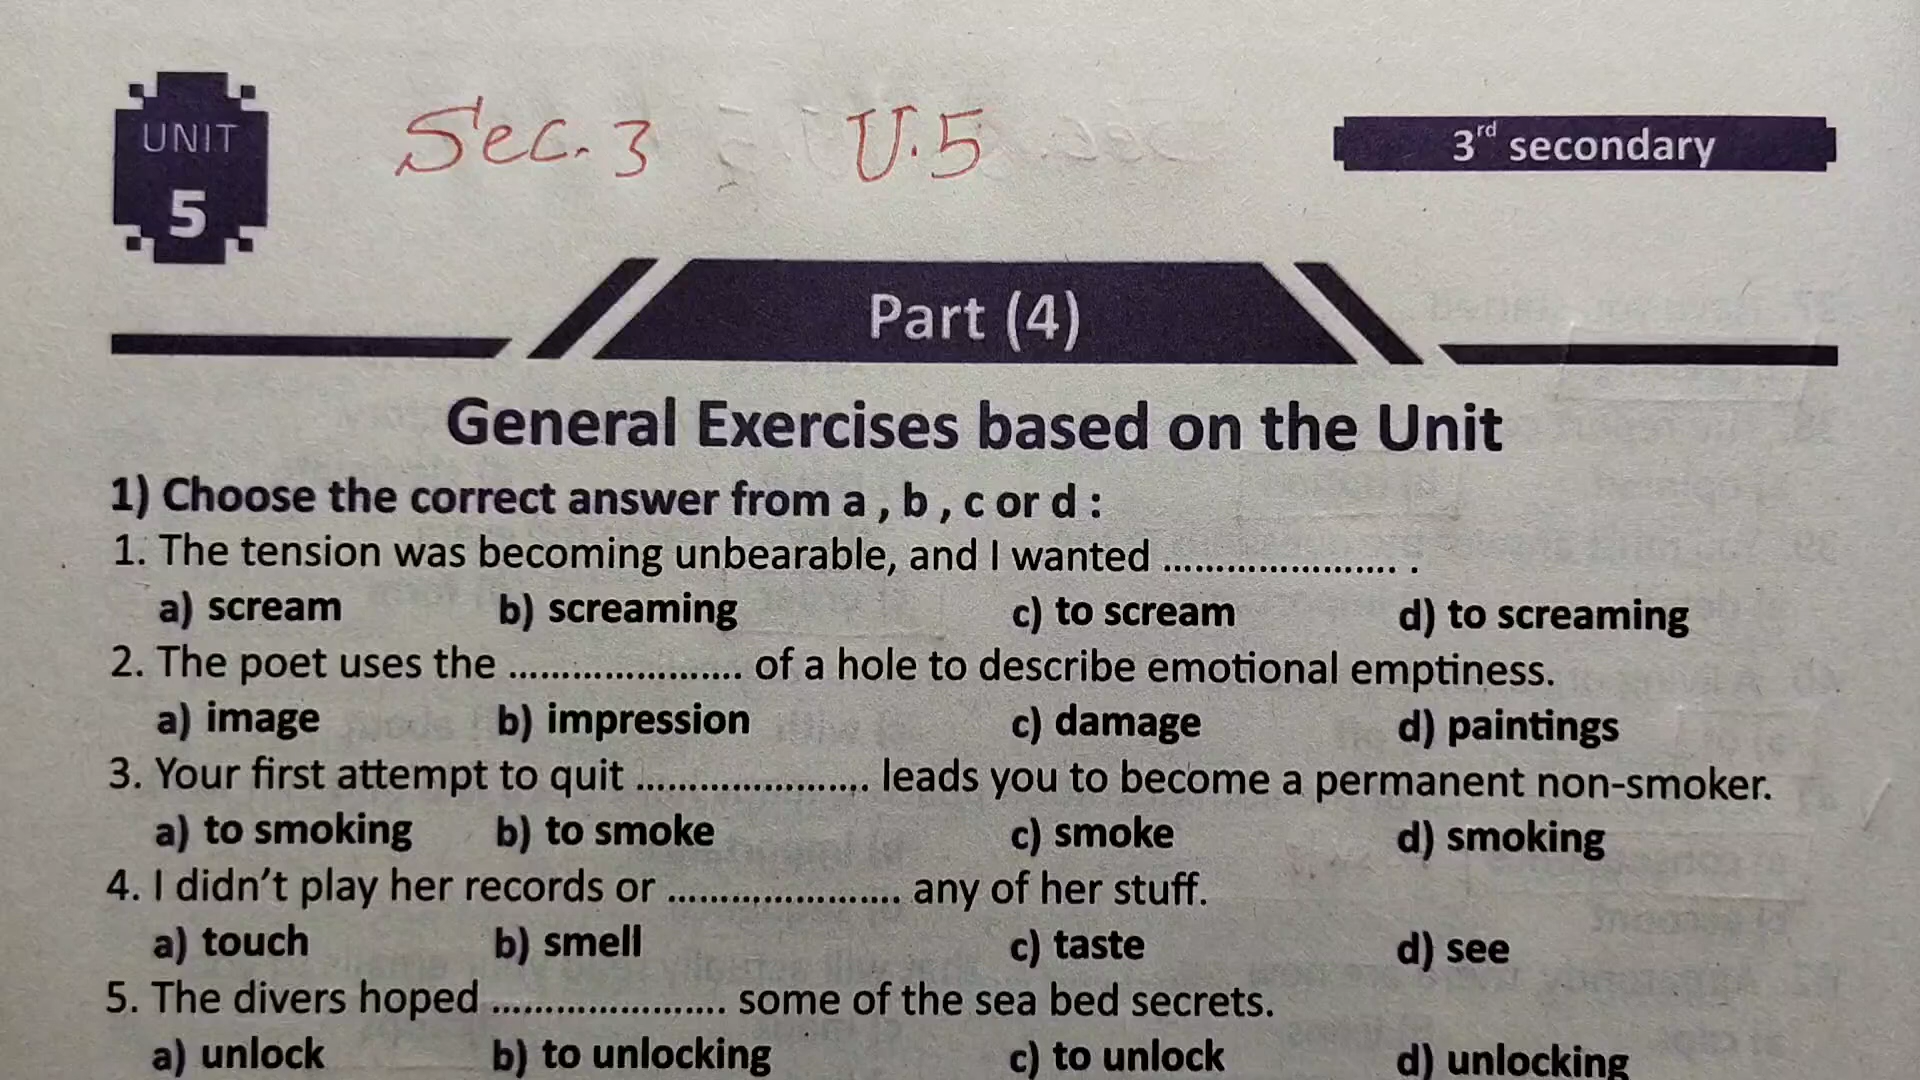 UNIT
5
Sec. 3 U.5
3rd secondary
Part (4)
General Exercises based on the Unit
1) Choose the correct answer from a , b , c or d :
1. The tension was becoming unbearable, and I wanted ...................... .
a) scream b) screaming c) to scream d) to screaming
2. The poet uses the ...................... of a hole to describe emotional emptiness.
a) image b) impression c) damage d) paintings
3. Your first attempt to quit ...................... leads you to become a permanent non-smoker.
a) to smoking b) to smoke c) smoke d) smoking
4. I didn't play her records or ...................... any of her stuff.
a) touch b) smell c) taste d) see
5. The divers hoped ...................... some of the sea bed secrets.
a) unlock b) to unlocking c) to unlock d) unlocking